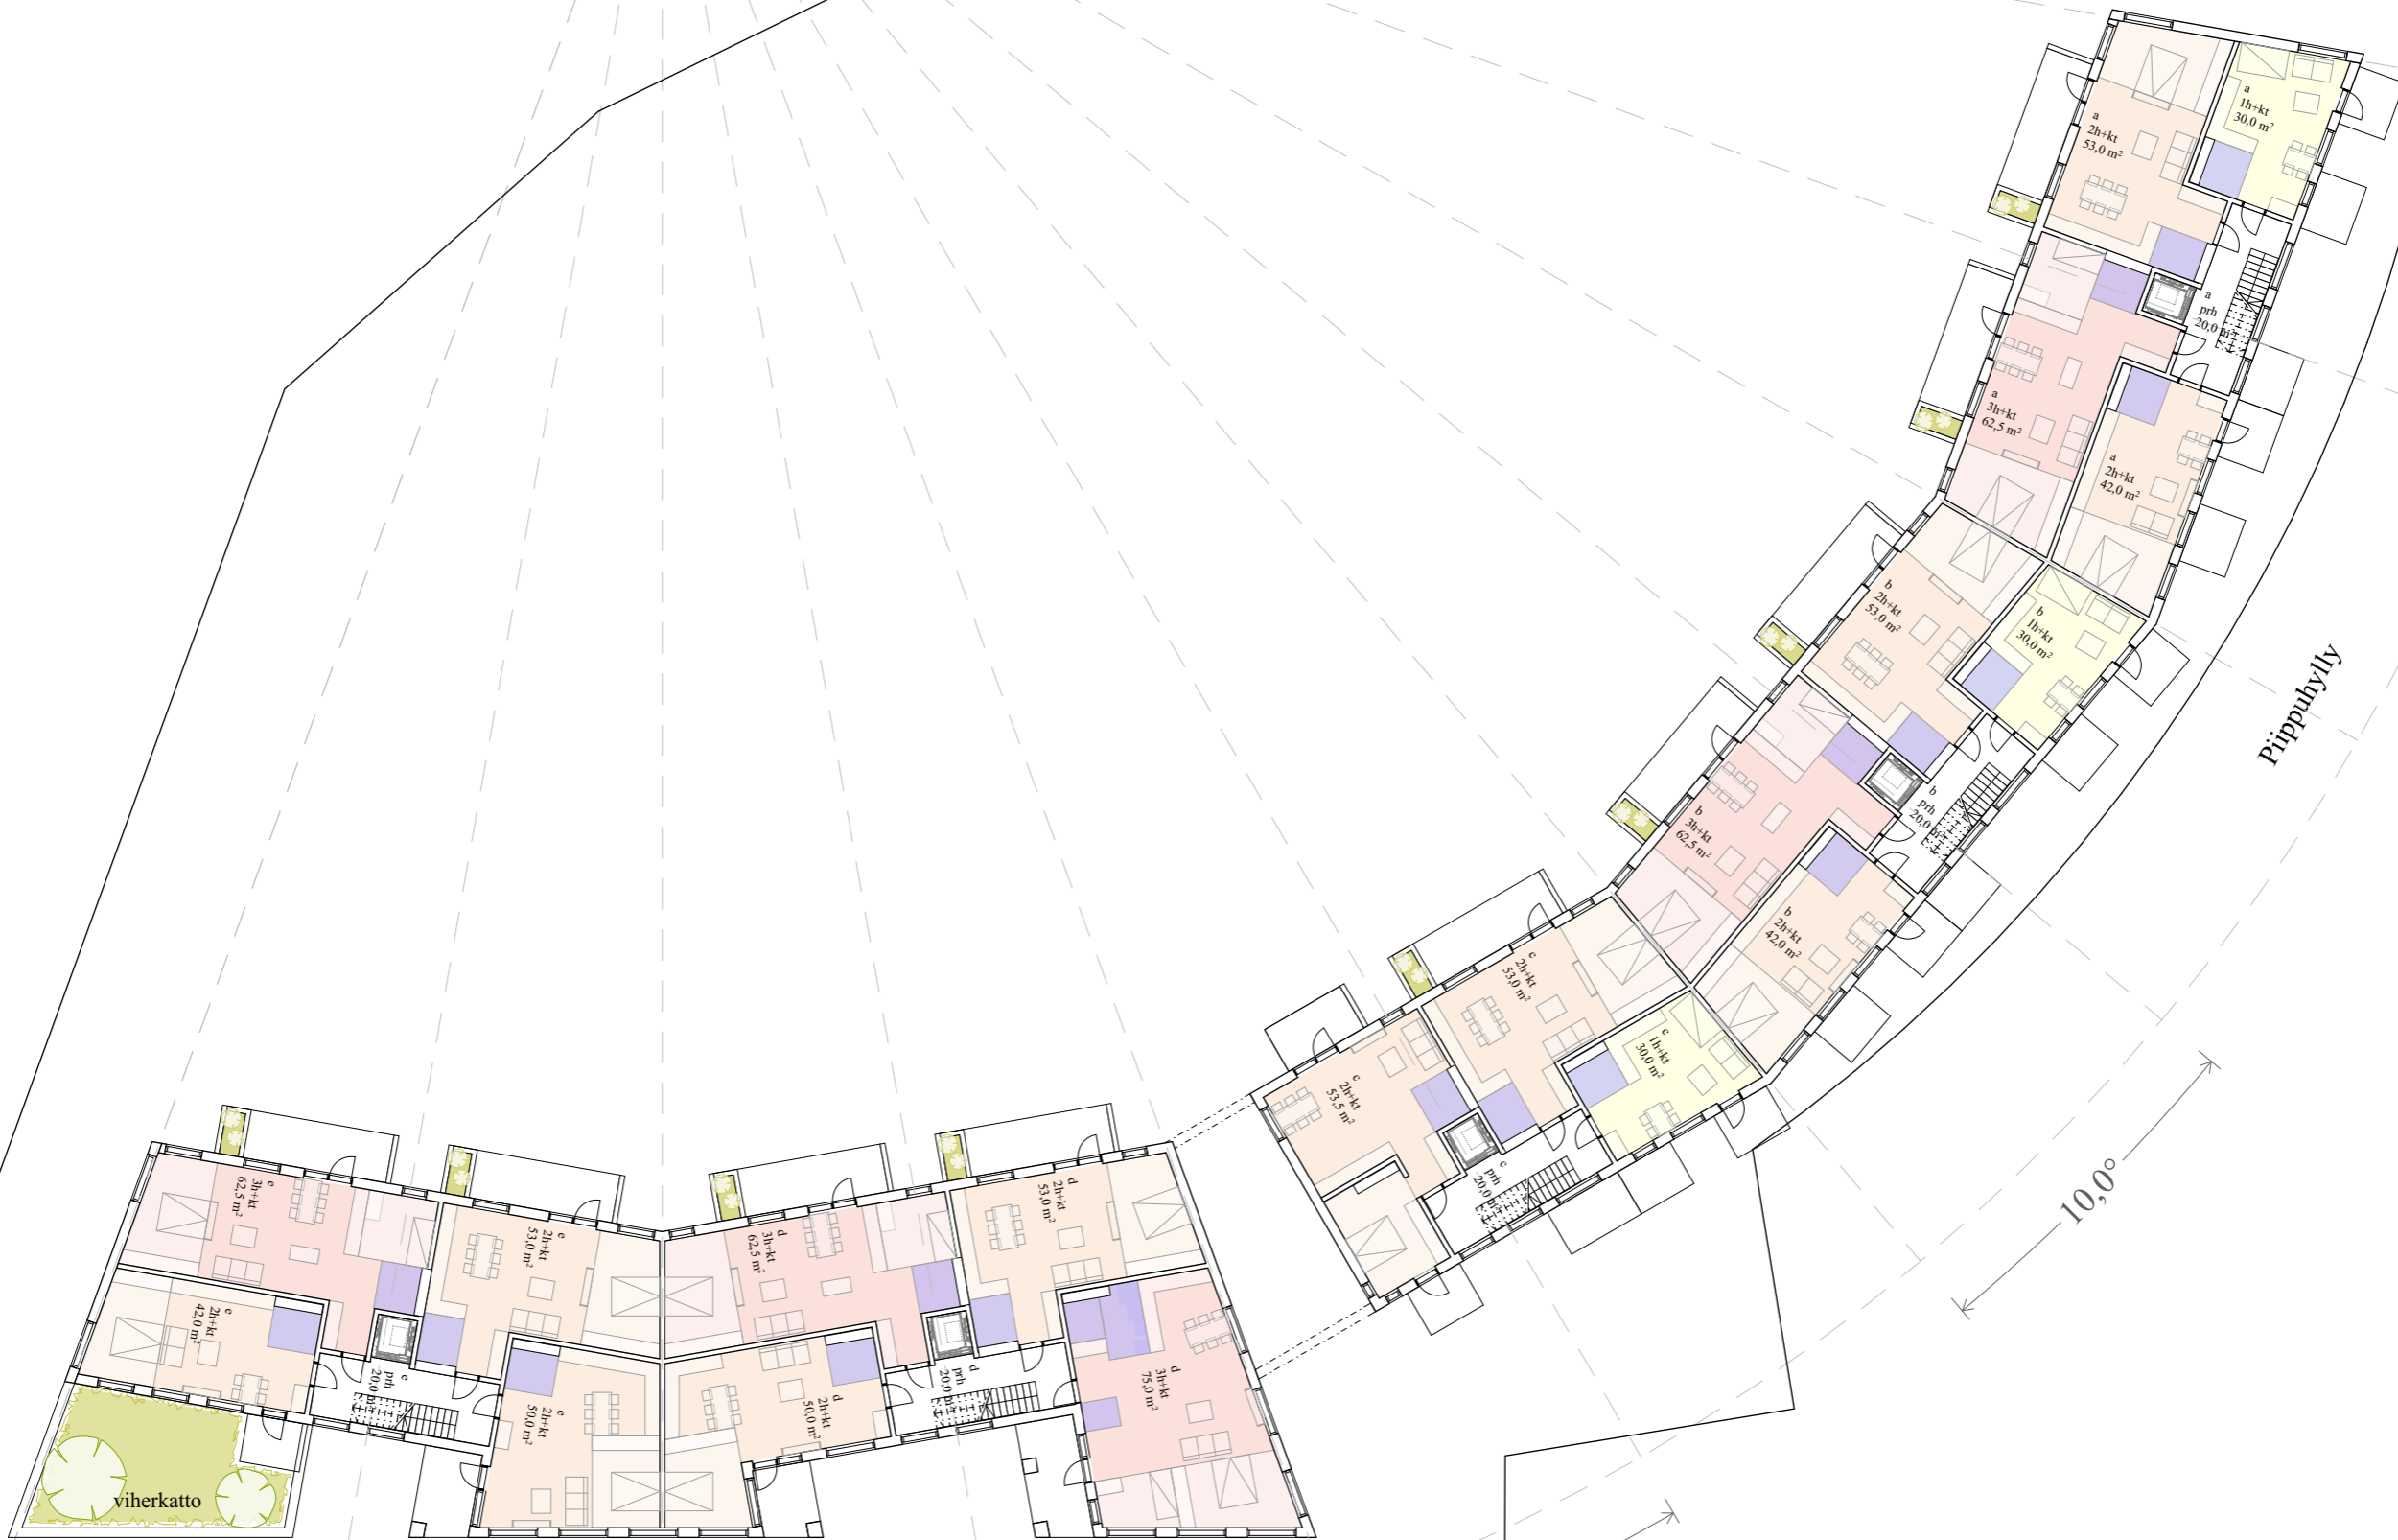 a
1h+kt
30,0 m²
a
2h+kt
53,0 m²
a
prh
20,0 m²
a
3h+kt
62,5 m²
a
2h+kt
42,0 m²
b
2h+kt
53,0 m²
b
1h+kt
30,0 m²
Piippuhylly
b
prh
20,0 m²
b
3h+kt
62,5 m²
b
2h+kt
42,0 m²
c
2h+kt
53,0 m²
c
1h+kt
30,0 m²
c
2h+kt
53,5 m²
c
prh
20,0 m²
10,0°
e
3h+kt
62,5 m²
e
2h+kt
53,0 m²
d
3h+kt
62,5 m²
d
2h+kt
53,0 m²
e
2h+kt
42,0 m²
e
prh
20,0 m²
e
2h+kt
50,0 m²
d
2h+kt
50,0 m²
d
prh
20,0 m²
d
3h+kt
75,0 m²
viherkatto